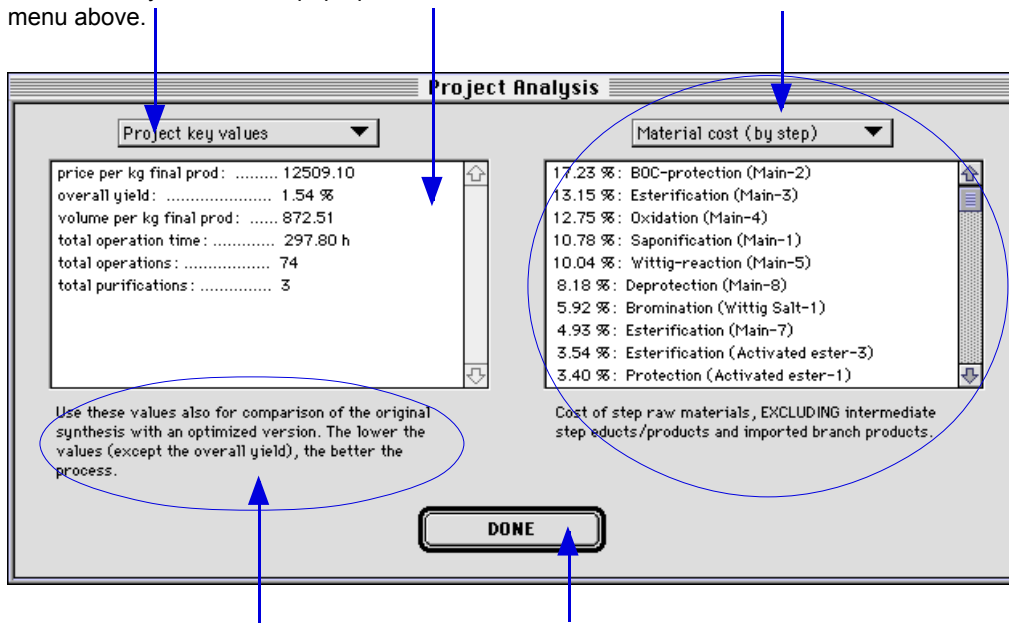 menu above.
Project Analysis
Project key values
price per kg final prod: ......... 12509.10
overall yield: ...................... 1.54 %
volume per kg final prod: ...... 872.51
total operation time: ............. 297.80 h
total operations: .................. 74
total purifications: ............... 3
Use these values also for comparison of the original
synthesis with an optimized version. The lower the
values (except the overall yield), the better the
process.
Material cost (by step)
17.23 %: BOC-protection (Main-2)
13.15 %: Esterification (Main-3)
12.75 %: Oxidation (Main-4)
10.78 %: Saponification (Main-1)
10.04 %: Wittig-reaction (Main-5)
8.18 %: Deprotection (Main-8)
5.92 %: Bromination (Wittig Salt-1)
4.93 %: Esterification (Main-7)
3.54 %: Esterification (Activated ester-3)
3.40 %: Protection (Activated ester-1)
Cost of step raw materials, EXCLUDING intermediate
step educts/products and imported branch products.
DONE